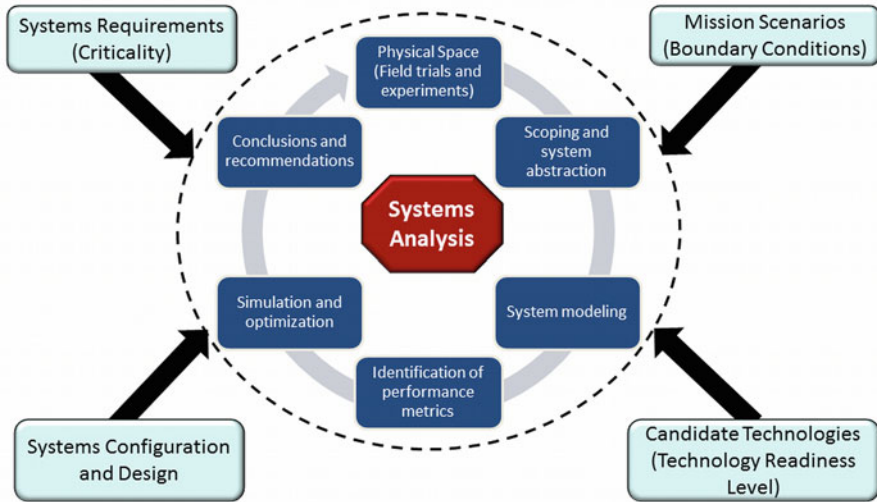 Systems Requirements
(Criticality)
Mission Scenarios
(Boundary Conditions)
Physical Space
(Field trials and
experiments)
Conclusions and
recommendations
Scoping and
system
abstraction
Systems
Analysis
Simulation and
optimization
System modeling
Identification of
performance
metrics
Systems Configuration
and Design
Candidate Technologies
(Technology Readiness
Level)